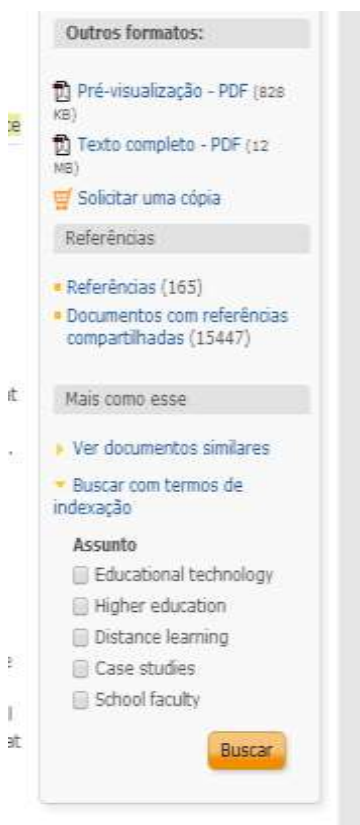 Outros formatos:
Pré-visualização - PDF (828
KB)
Texto completo - PDF (12
MB)
Solicitar uma cópia
Referências
Referências (165)
Documentos com referências
compartilhadas (15447)
Mais como esse
Ver documentos similares
Buscar com termos de
indexação
Assunto
Educational technology
Higher education
Distance learning
Case studies
School faculty
Buscar